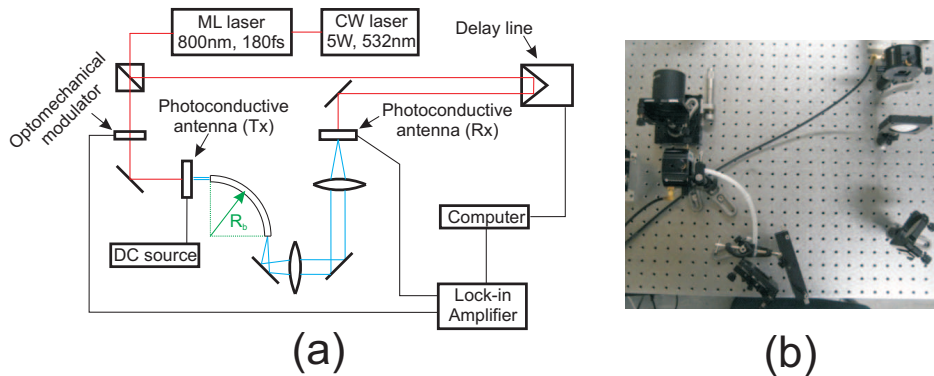 ML laser
800nm, 180fs
CW laser
5W, 532nm
Delay line
Optomechanical
modulator
Photoconductive
antenna (Tx)
Photoconductive
antenna (Rx)
R_b
Computer
DC source
Lock-in
Amplifier
(a)
(b)